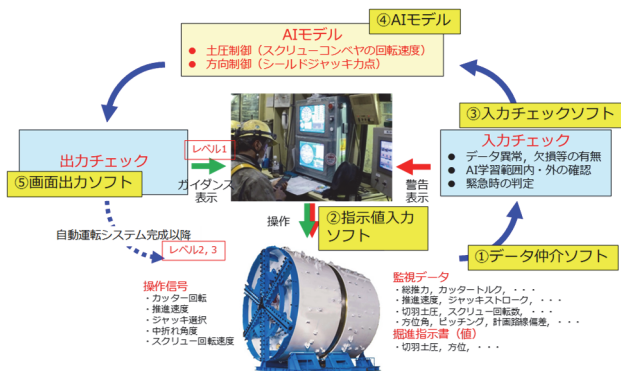 ④AIモデル
AIモデル
● 土圧制御（スクリューコンベヤの回転速度）
● 方向制御（シールドジャッキ力点）
③入力チェックソフト
入力チェック
● データ異常，欠損等の有無
● AI学習範囲内・外の確認
● 緊急時の判定
レベル1
出力チェック
⑤画面出力ソフト
ガイダンス
表示
警告
表示
操作
②指示値入力
ソフト
自動運転システム完成以降
レベル2, 3
①データ仲介ソフト
操作信号
・カッター回転
・推進速度
・ジャッキ選択
・中折れ角度
・スクリュー回転速度
監視データ
・総推力，カッタートルク，・・・
・推進速度，ジャッキストローク，・・・
・切羽土圧，スクリュー回転数，・・・
・方位角，ピッチング，計画路線偏差，・・・
掘進指示書（値）
・切羽土圧，方位，・・・